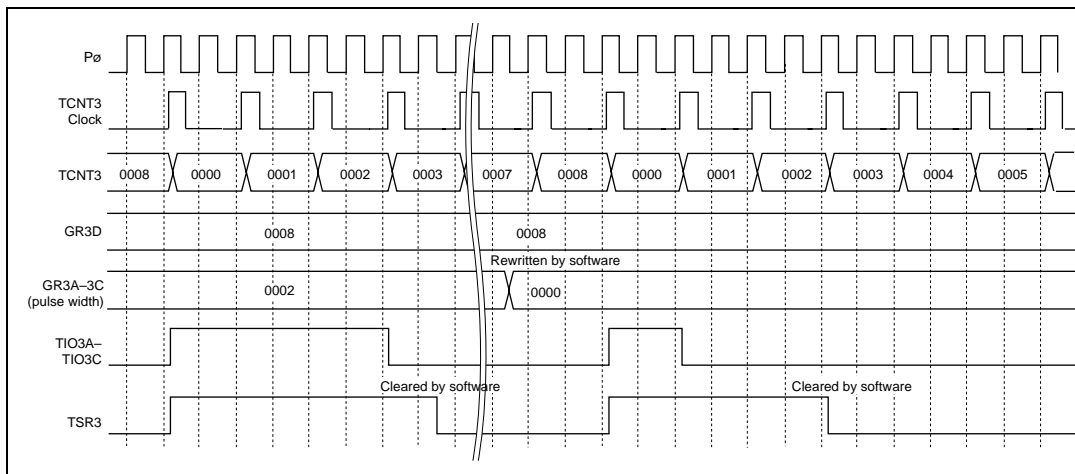 Pø
TCNT3
Clock
TCNT3
0008 0000 0001 0002 0003 0007 0008 0000 0001 0002 0003 0004 0005
GR3D
0008 0008
Rewritten by software
GR3A–3C
(pulse width)
0002 0000
TIO3A–
TIO3C
Cleared by software Cleared by software
TSR3